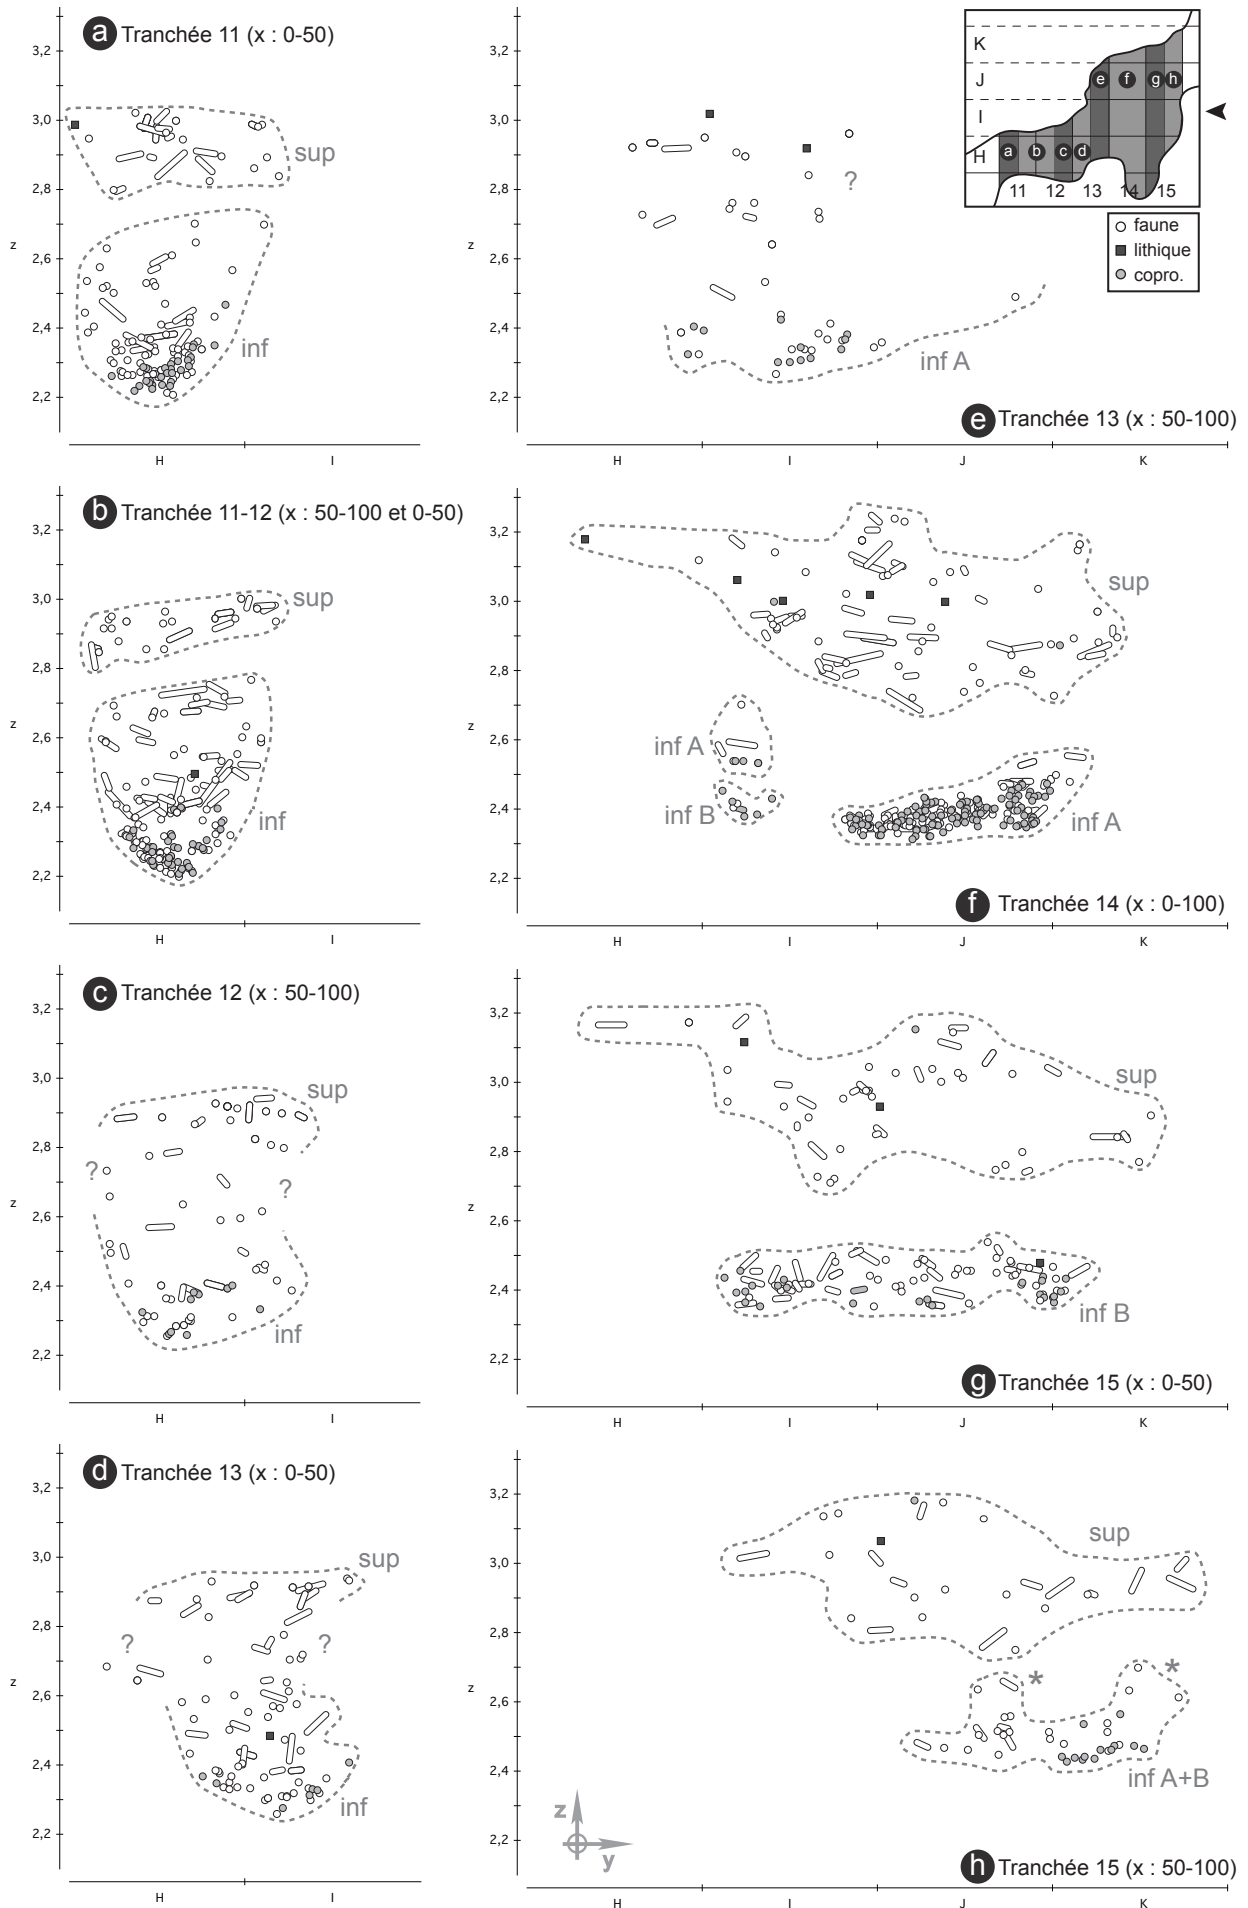 a Tranchée 11 (x : 0-50)
3,2
3,0
2,8
2,6
2,4
2,2
z
sup
inf
H I
b Tranchée 11-12 (x : 50-100 et 0-50)
3,2
3,0
2,8
2,6
2,4
2,2
z
sup
inf
H I
c Tranchée 12 (x : 50-100)
3,2
3,0
2,8
2,6
2,4
2,2
z
sup
? ?
inf
H I
d Tranchée 13 (x : 0-50)
3,2
3,0
2,8
2,6
2,4
2,2
z
sup
? ?
inf
H I
3,2
3,0
2,8
2,6
2,4
2,2
z
?
inf A
e Tranchée 13 (x : 50-100)
H I J K
K
J
I
H
e f g h
a b c d
11 12 13 14 15
faune
lithique
copro.
3,2
3,0
2,8
2,6
2,4
2,2
z
sup
inf A
inf B
inf A
f Tranchée 14 (x : 0-100)
H I J K
3,2
3,0
2,8
2,6
2,4
2,2
z
sup
inf B
g Tranchée 15 (x : 0-50)
H I J K
3,2
3,0
2,8
2,6
2,4
2,2
z
sup
* *
inf A+B
z
y
h Tranchée 15 (x : 50-100)
H I J K